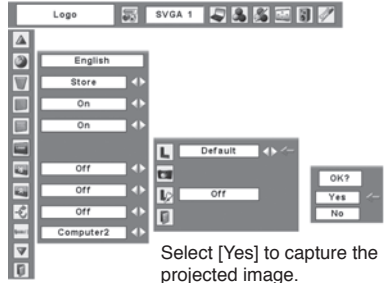 Logo
SVGA 1
English
Store
On
On
Off
Off
Off
Computer2
Default
Off
OK?
Yes
No
Select [Yes] to capture the
projected image.